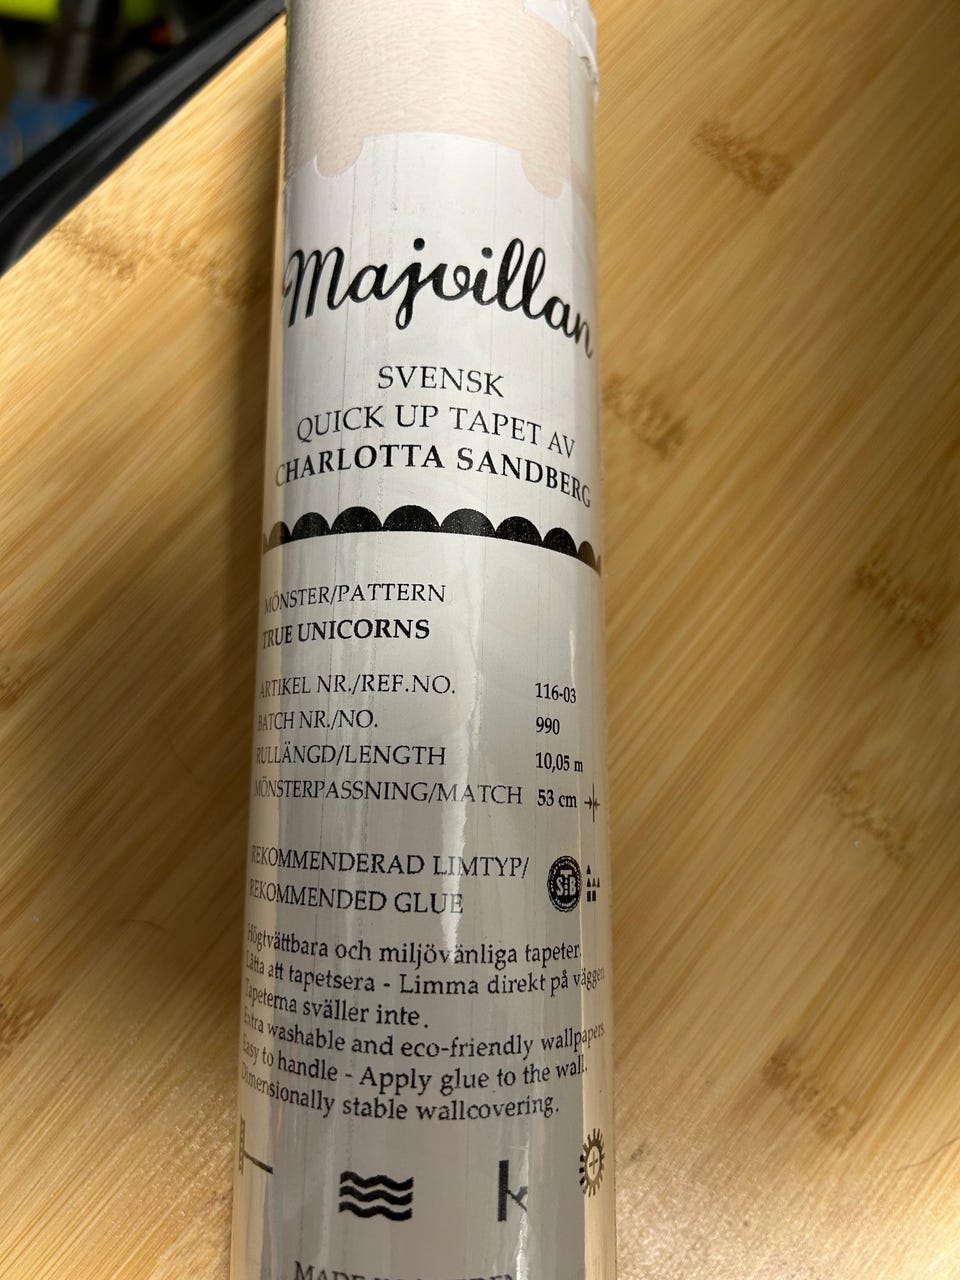 Majvillan
SVENSK
QUICK UP TAPET AV
CHARLOTTA SANDBERG
MÖNSTER/PATTERN
TRUE UNICORNS
ARTIKEL NR./REF.NO. 116-03
BATCH NR./NO. 990
RULLÄNGD/LENGTH 10,05 m
MÖNSTERPASSNING/MATCH 53 cm
REKOMMENDERAD LIMTYP/
REKOMMENDED GLUE
Högtvättbara och miljövänliga tapeter.
Lätta att tapetsera - Limma direkt på väggen.
Tapeterna sväller inte.
Extra washable and eco-friendly wallpapers.
Easy to handle - Apply glue to the wall.
Dimensionally stable wallcovering.
MADE IN SWEDEN